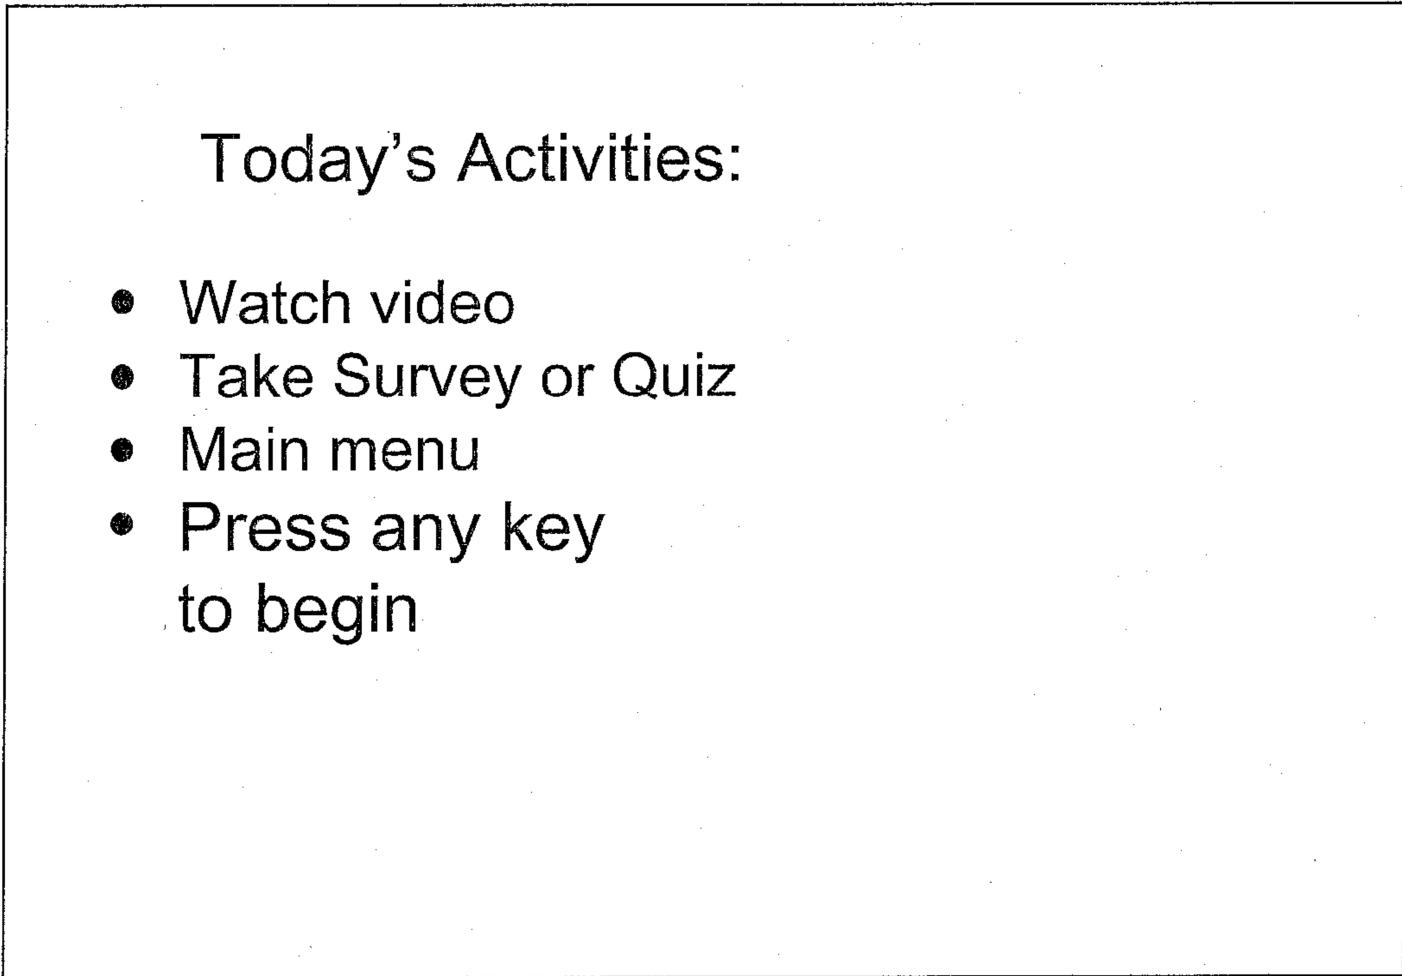 Today's Activities:
• Watch video
• Take Survey or Quiz
• Main menu
• Press any key
to begin